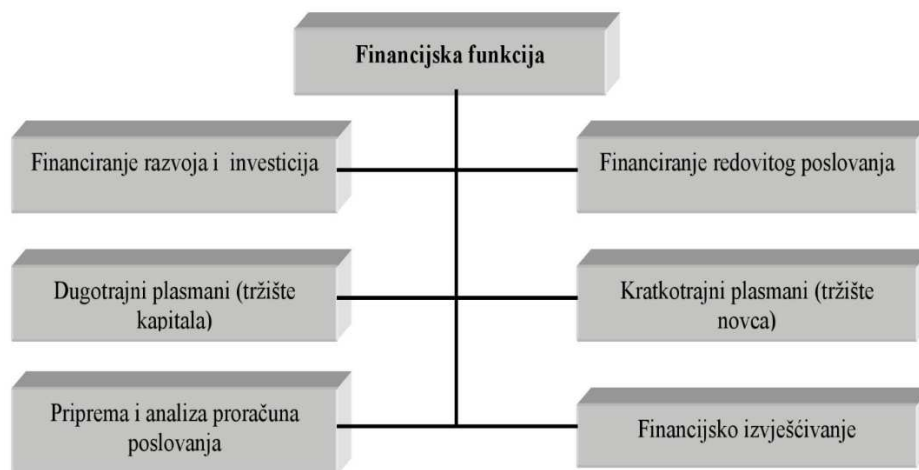 Financijska funkcija
Financiranje razvoja i investicija
Financiranje redovitog poslovanja
Dugotrajni plasmani (tržište
kapitala)
Kratkotrajni plasmani (tržište
novca)
Priprema i analiza proračuna
poslovanja
Financijsko izvješćivanje